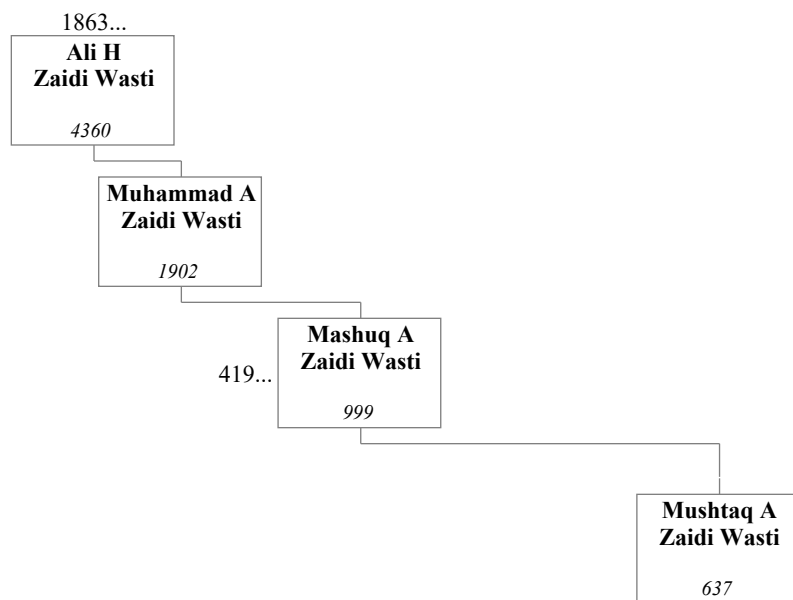 1863...
Ali H
Zaidi Wasti
4360
Muhammad A
Zaidi Wasti
1902
Mashuq A
Zaidi Wasti
419...
999
Mushtaq A
Zaidi Wasti
637